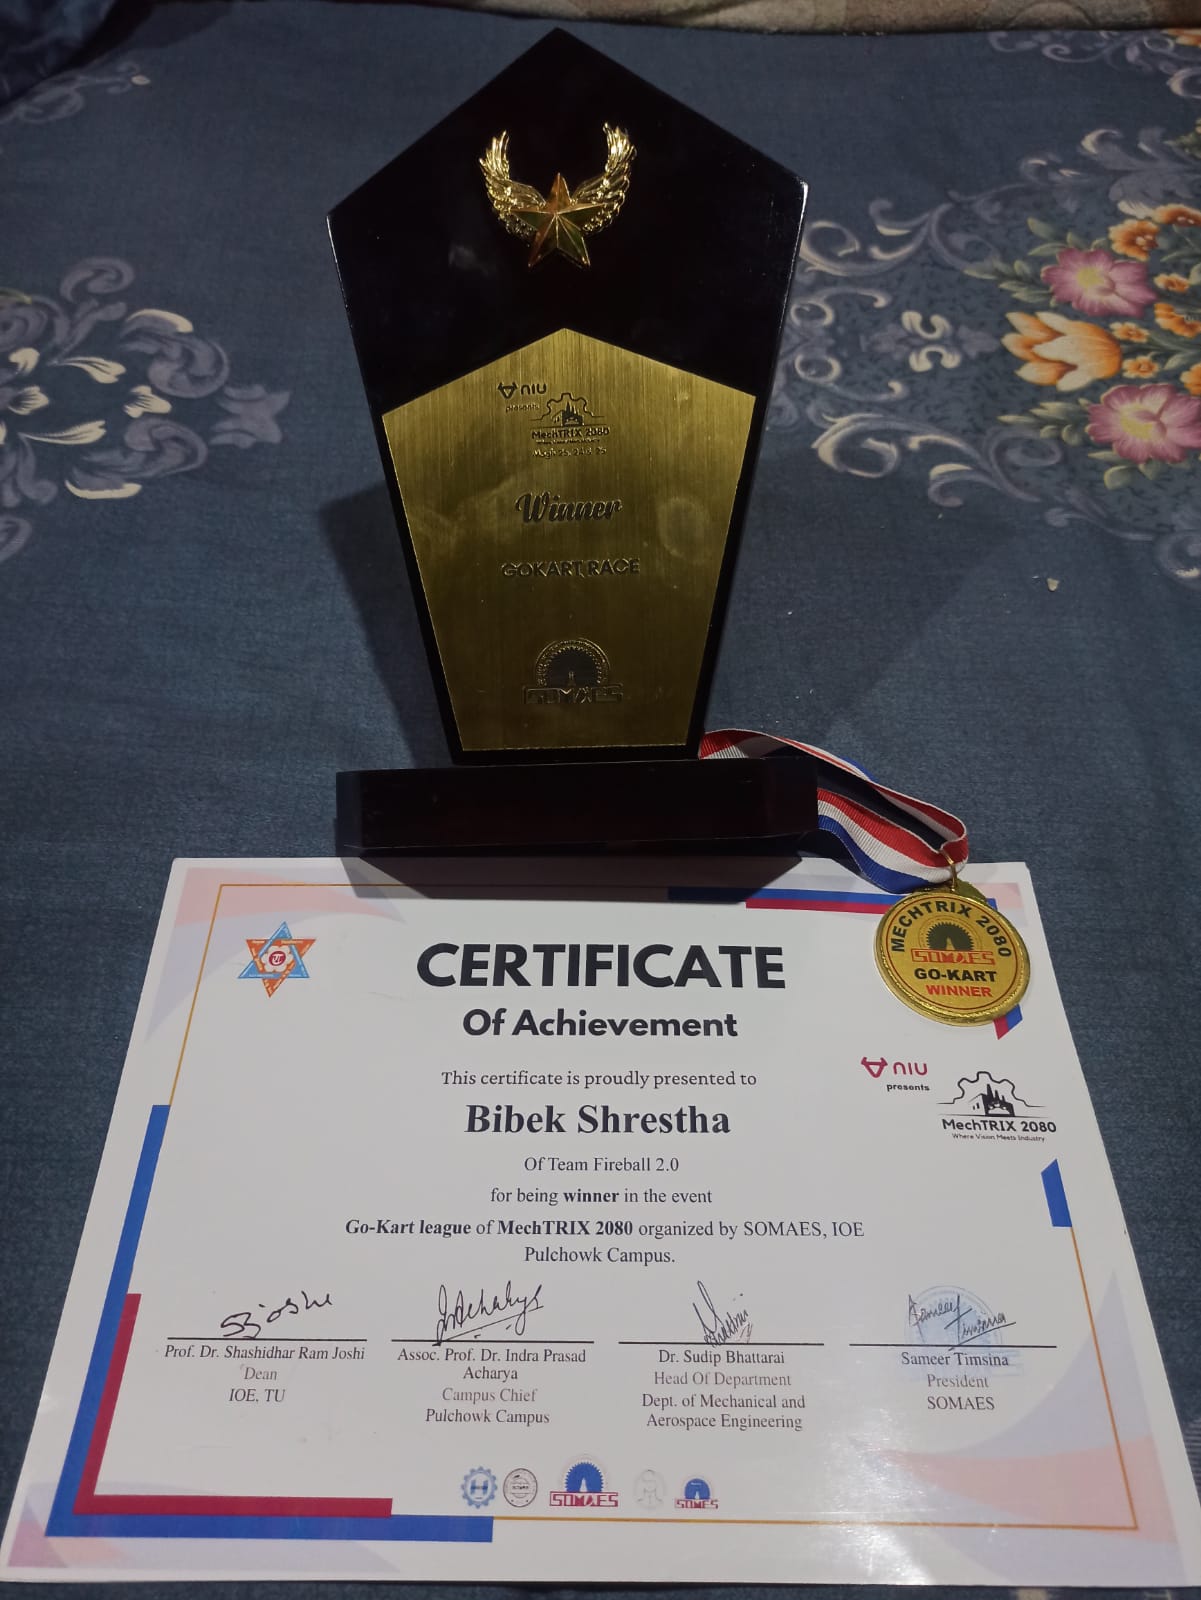 NIU
presents
MechTRIX 2080
Winner
GOKART RACE
SOMAES
MECHTRIX 2080
SOMAES
GO-KART
WINNER
CERTIFICATE
Of Achievement
This certificate is proudly presented to
Bibek Shrestha
Of Team Fireball 2.0
for being winner in the event
Go-Kart league of MechTRIX 2080 organized by SOMAES, IOE
Pulchowk Campus.
NIU
presents
MechTRIX 2080
Where Vision Meets Industry
Prof. Dr. Shashidhar Ram Joshi
Dean
IOE, TU
Assoc. Prof. Dr. Indra Prasad
Acharya
Campus Chief
Pulchowk Campus
Dr. Sudip Bhattarai
Head Of Department
Dept. of Mechanical and
Aerospace Engineering
Sameer Timsina
President
SOMAES
SOMAES
SOMES